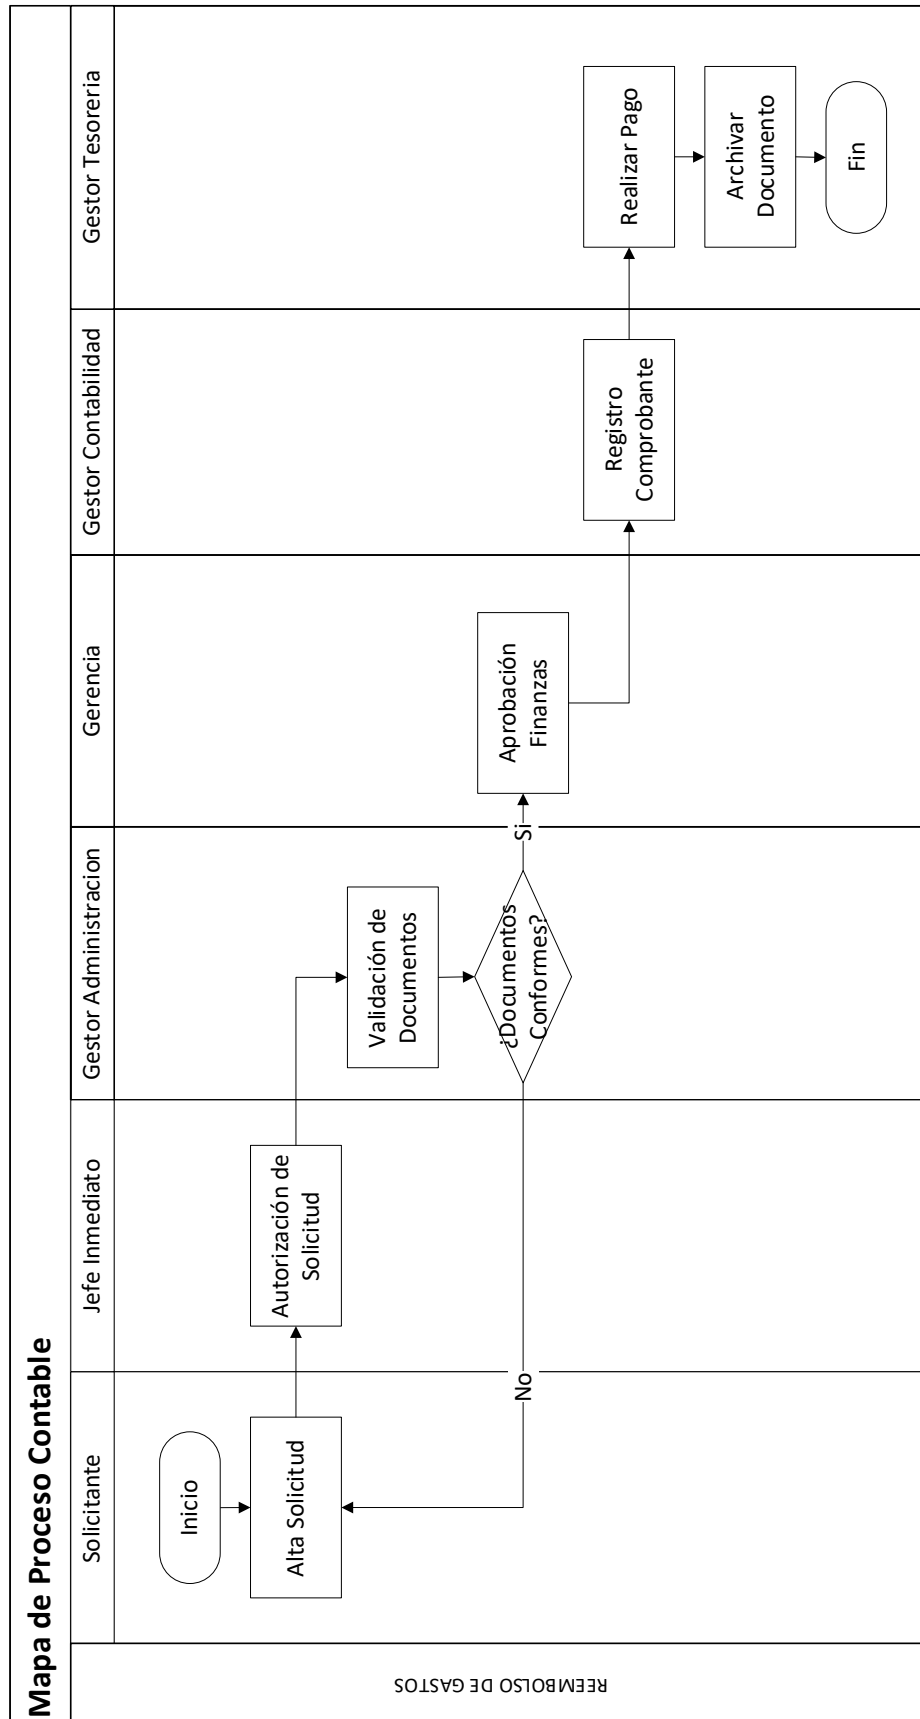 Mapa de Proceso Contable
REEMBOLSO DE GASTOS
Solicitante
Jefe Inmediato
Gestor Administracion
Gerencia
Gestor Contabilidad
Gestor Tesoreria
Inicio
Alta Solicitud
Autorización de
Solicitud
Validación de
Documentos
¿Documentos
Conformes?
No
Si
Aprobación
Finanzas
Registro
Comprobante
Realizar Pago
Archivar
Documento
Fin